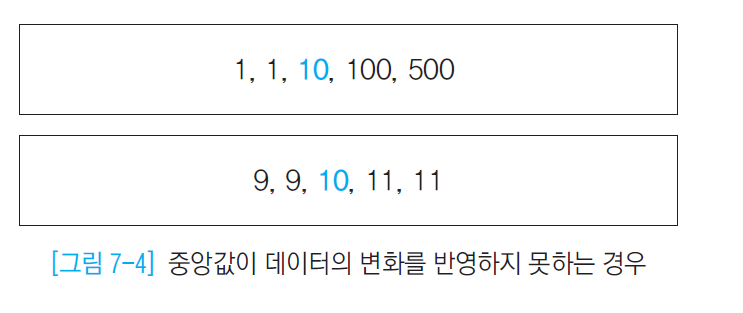 1, 1, 10, 100, 500
9, 9, 10, 11, 11
[그림 7-4] 중앙값이 데이터의 변화를 반영하지 못하는 경우